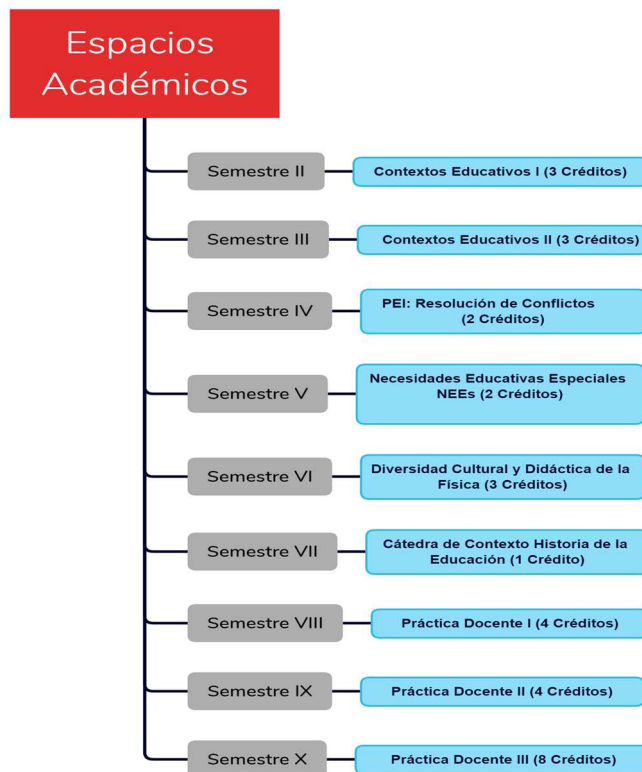 Espacios
Académicos
Semestre II
Contextos Educativos I (3 Créditos)
Semestre III
Contextos Educativos II (3 Créditos)
Semestre IV
PEI: Resolución de Conflictos
(2 Créditos)
Semestre V
Necesidades Educativas Especiales
NEEs (2 Créditos)
Semestre VI
Diversidad Cultural y Didáctica de la
Física (3 Créditos)
Semestre VII
Cátedra de Contexto Historia de la
Educación (1 Crédito)
Semestre VIII
Práctica Docente I (4 Créditos)
Semestre IX
Práctica Docente II (4 Créditos)
Semestre X
Práctica Docente III (8 Créditos)